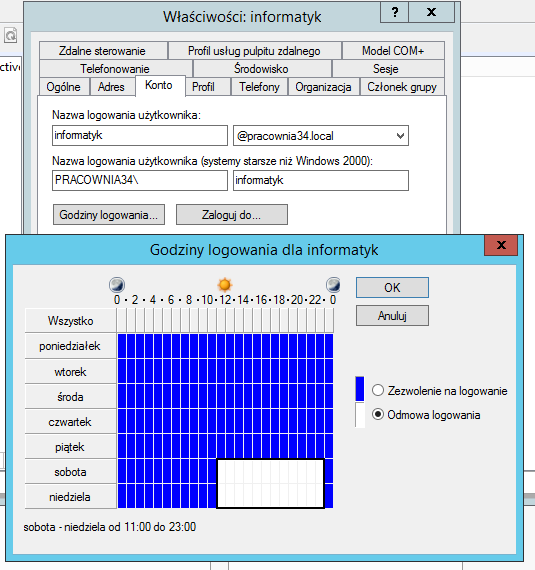 Właściwości: informatyk
? x
ctive
Zdalne sterowanie Profil usług pulpitu zdalnego Model COM+
Telefonowanie Środowisko Sesje
Ogólne Adres Konto Profil Telefony Organizacja Członek grupy
Nazwa logowania użytkownika:
informatyk @pracownia34.local
Nazwa logowania użytkownika (systemy starsze niż Windows 2000):
PRACOWNIA34\ informatyk
Godziny logowania... Zaloguj do...
Godziny logowania dla informatyk
x
0 · 2 · 4 · 6 · 8 · 10 · 12 · 14 · 16 · 18 · 20 · 22 · 0
OK
Anuluj
Wszystko
poniedziałek
wtorek
środa
czwartek
piątek
sobota
niedziela
Zezwolenie na logowanie
Odmowa logowania
sobota - niedziela od 11:00 do 23:00